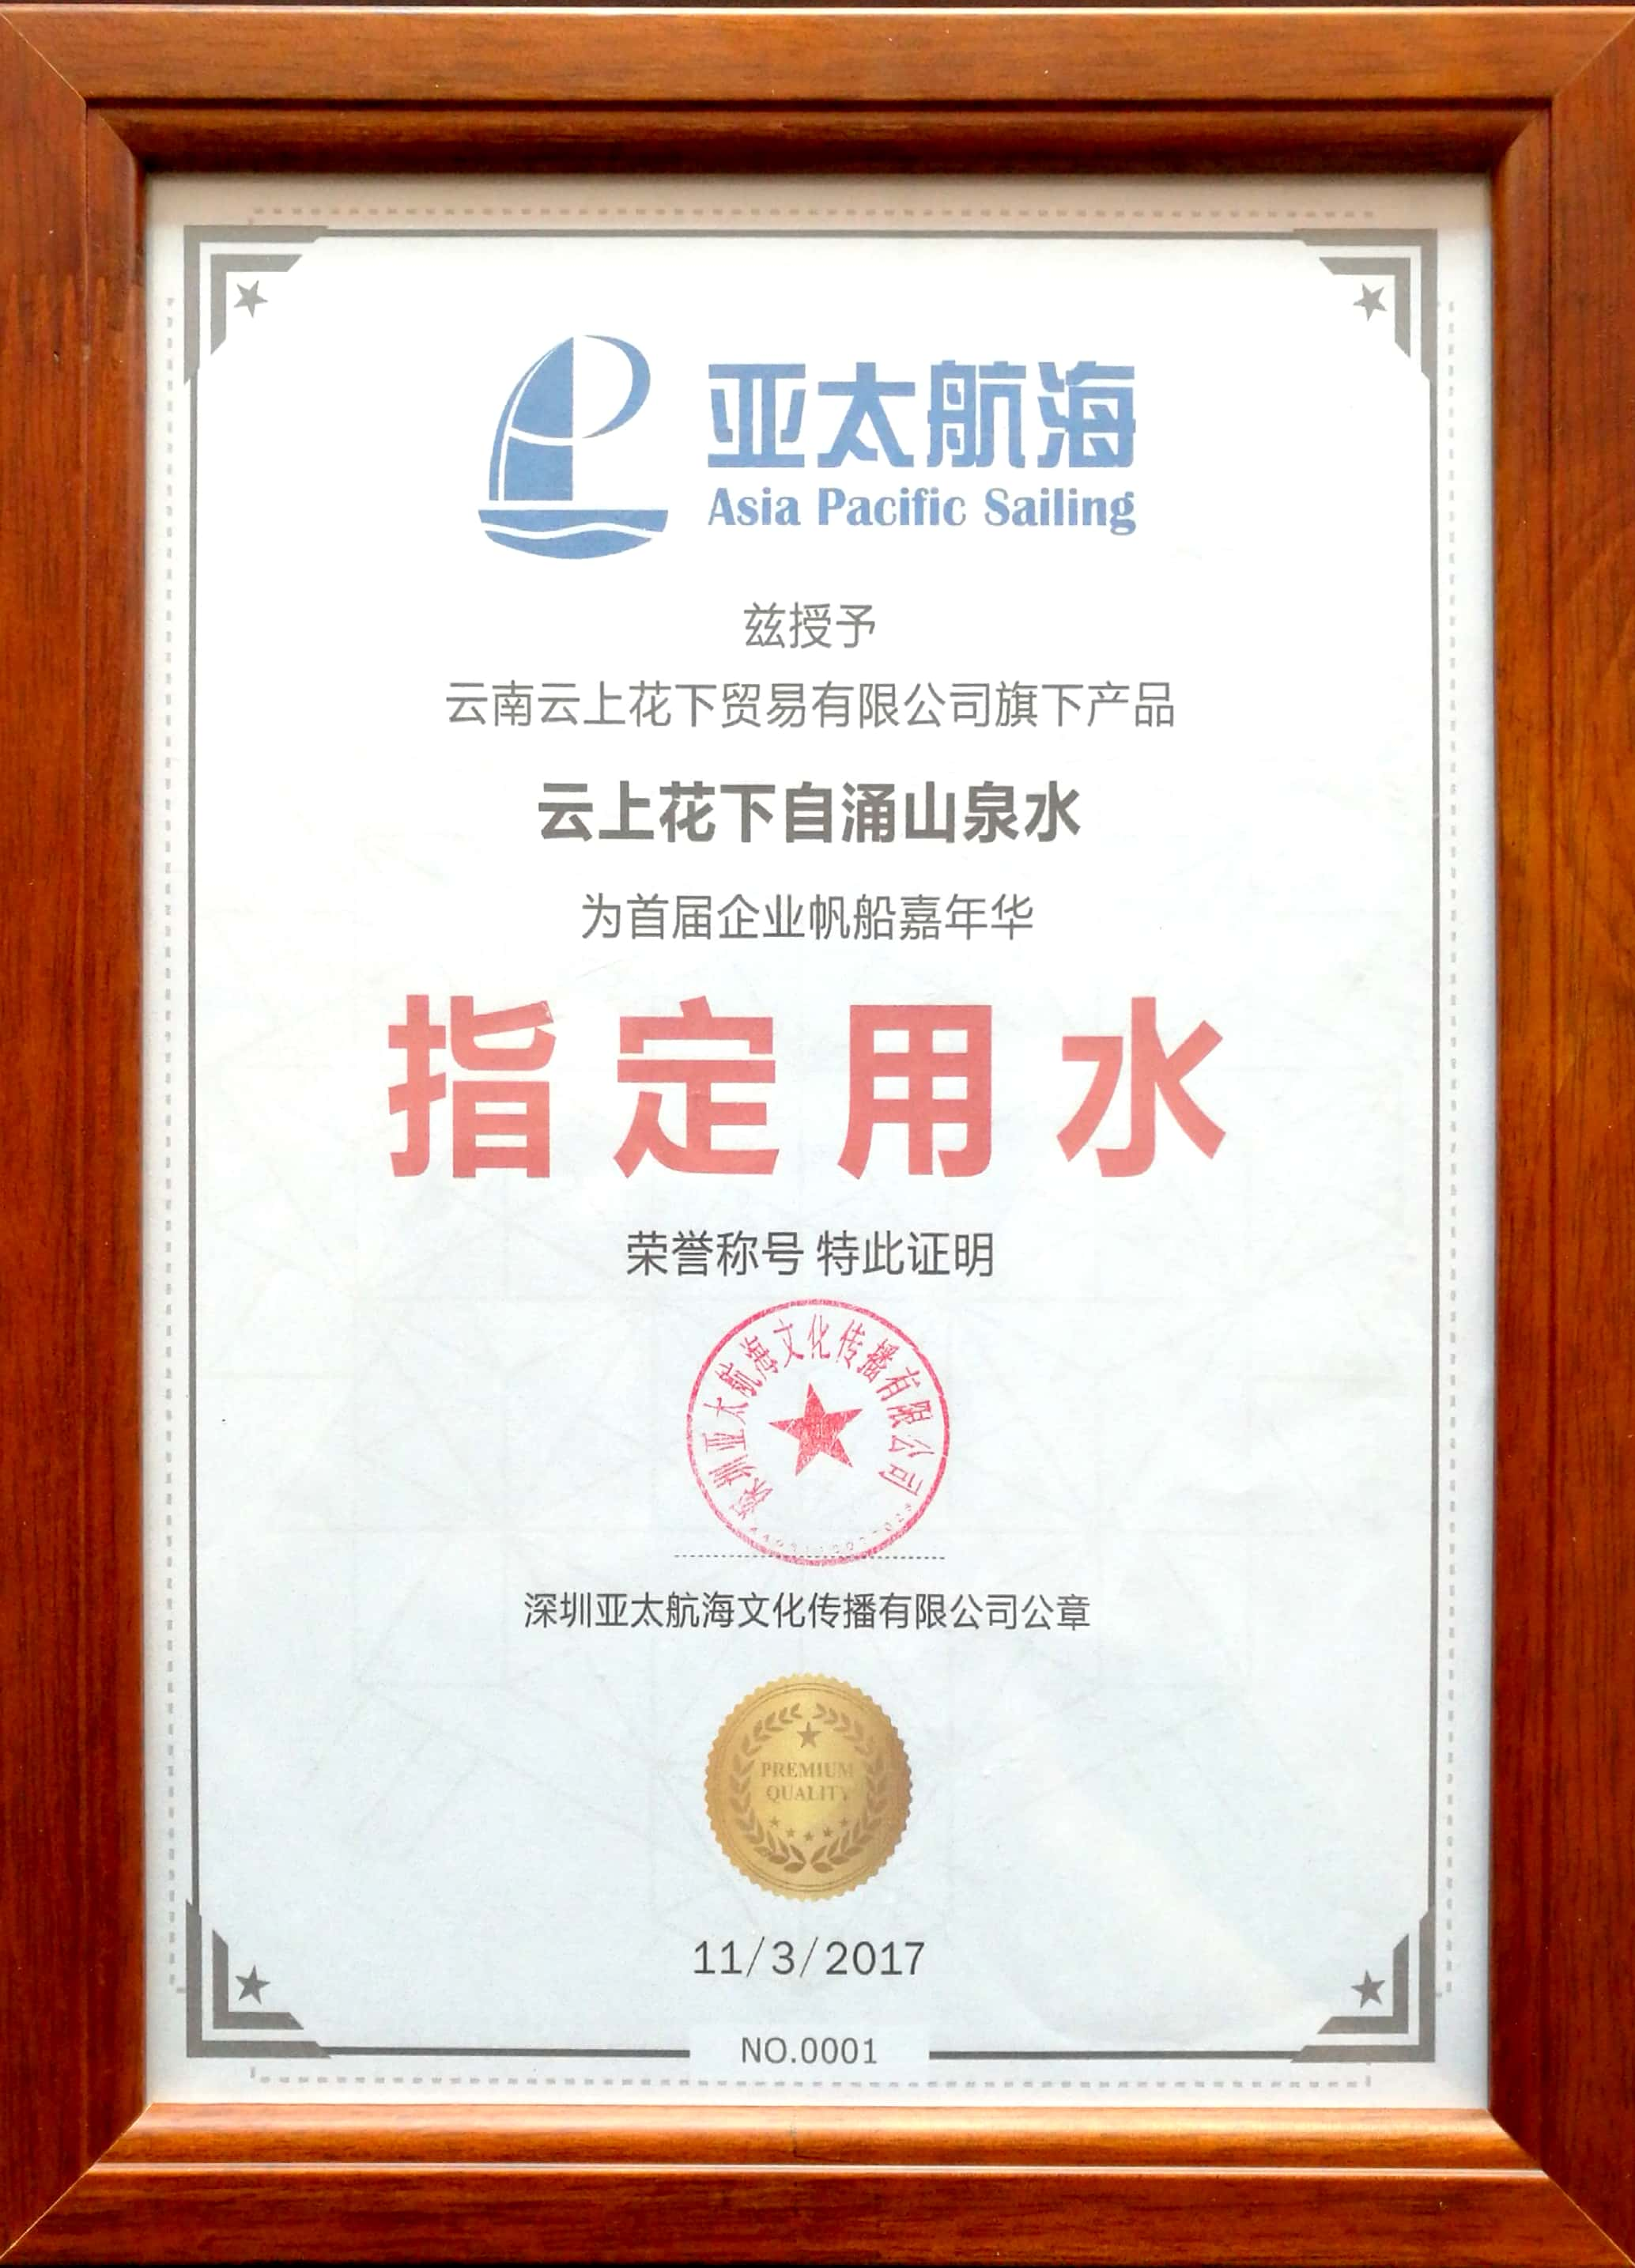 亚太航海
Asia Pacific Sailing
兹授予
云南云上花下贸易有限公司旗下产品
云上花下自涌山泉水
为首届企业帆船嘉年华
指定用水
荣誉称号 特此证明
深圳亚太航海文化传播有限公司
深圳亚太航海文化传播有限公司公章
PREMIUM
QUALITY
11/3/2017
NO.0001